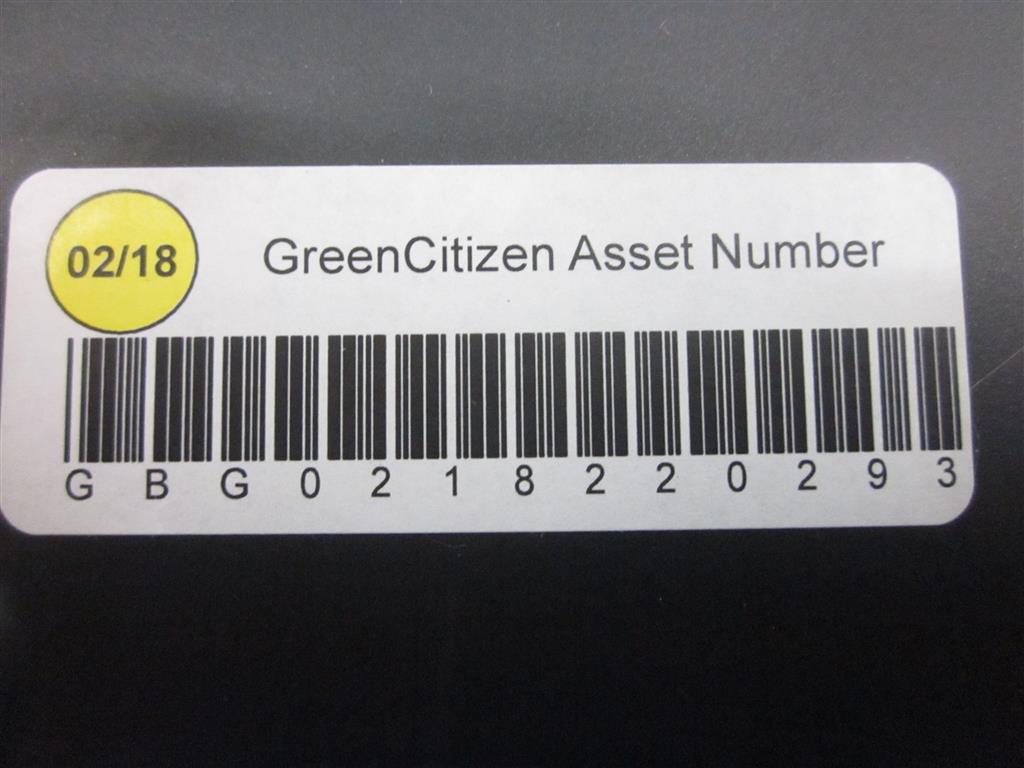 02/18
GreenCitizen Asset Number
G B G 0 2 1 8 2 2 0 2 9 3